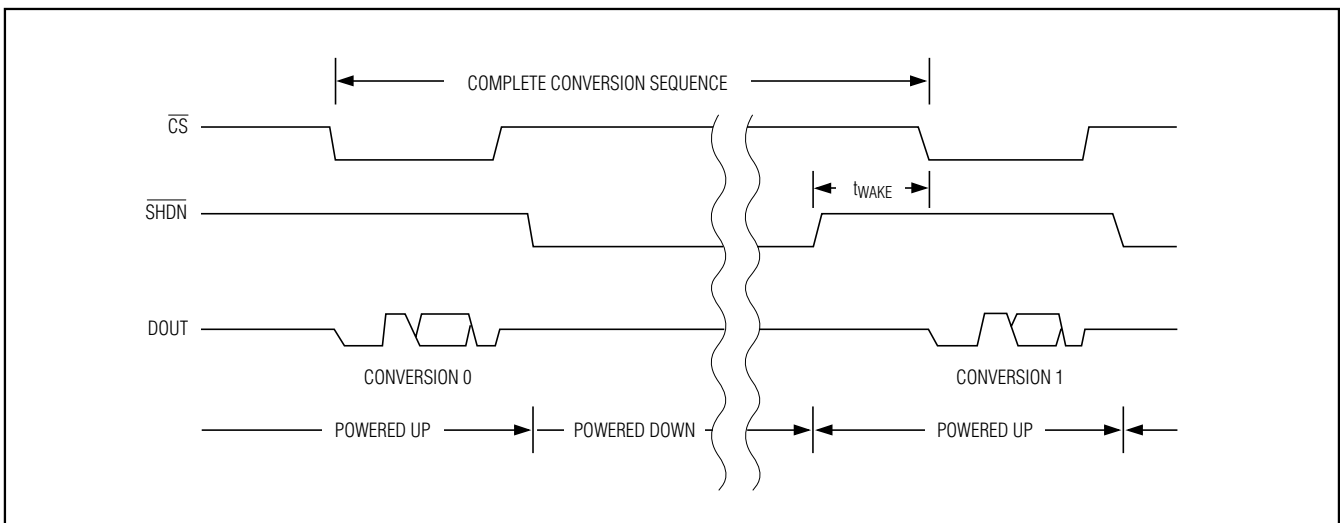 COMPLETE CONVERSION SEQUENCE
CS
tWAKE
SHDN
DOUT
CONVERSION 0
CONVERSION 1
POWERED UP
POWERED DOWN
POWERED UP